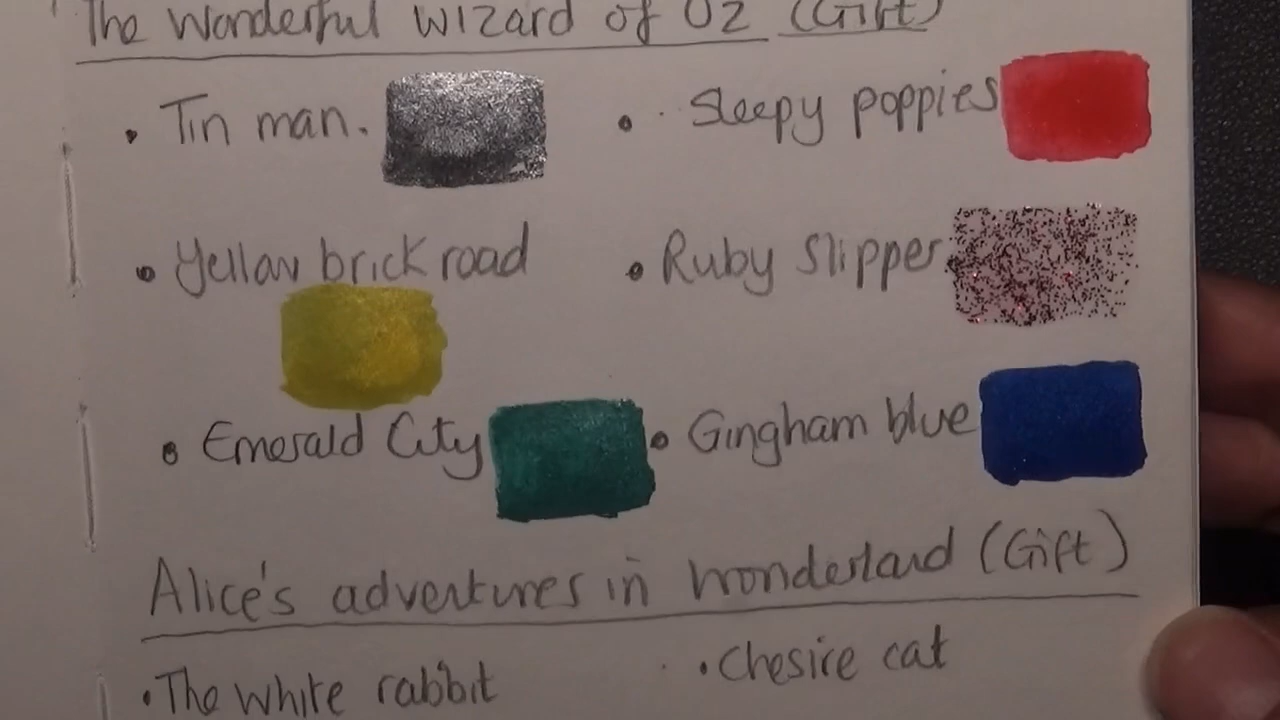 The Wonderful Wizard of Oz (Gift)
• Tin man. • Sleepy poppies
• Yellow brick road • Ruby Slipper
• Emerald City • Gingham blue
Alice's adventures in wonderland (Gift)
• The white rabbit • Chesire cat